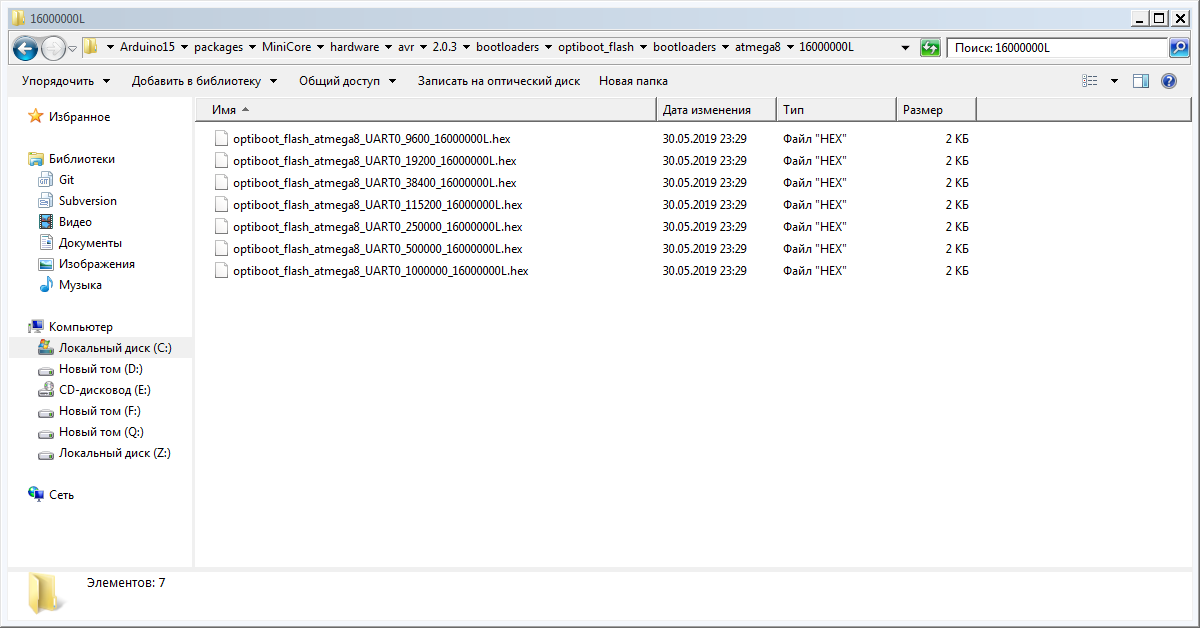 16000000L
Arduino15 packages MiniCore hardware avr 2.0.3 bootloaders optiboot_flash bootloaders atmega8 16000000L
Поиск: 16000000L
Упорядочить Добавить в библиотеку Общий доступ Записать на оптический диск Новая папка
Избранное
Библиотеки
Git
Subversion
Видео
Документы
Изображения
Музыка
Компьютер
Локальный диск (C:)
Новый том (D:)
CD-дисковод (E:)
Новый том (F:)
Новый том (Q:)
Локальный диск (Z:)
Сеть
Имя Дата изменения Тип Размер
optiboot_flash_atmega8_UART0_9600_16000000L.hex 30.05.2019 23:29 Файл "HEX" 2 КБ
optiboot_flash_atmega8_UART0_19200_16000000L.hex 30.05.2019 23:29 Файл "HEX" 2 КБ
optiboot_flash_atmega8_UART0_38400_16000000L.hex 30.05.2019 23:29 Файл "HEX" 2 КБ
optiboot_flash_atmega8_UART0_115200_16000000L.hex 30.05.2019 23:29 Файл "HEX" 2 КБ
optiboot_flash_atmega8_UART0_250000_16000000L.hex 30.05.2019 23:29 Файл "HEX" 2 КБ
optiboot_flash_atmega8_UART0_500000_16000000L.hex 30.05.2019 23:29 Файл "HEX" 2 КБ
optiboot_flash_atmega8_UART0_1000000_16000000L.hex 30.05.2019 23:29 Файл "HEX" 2 КБ
Элементов: 7